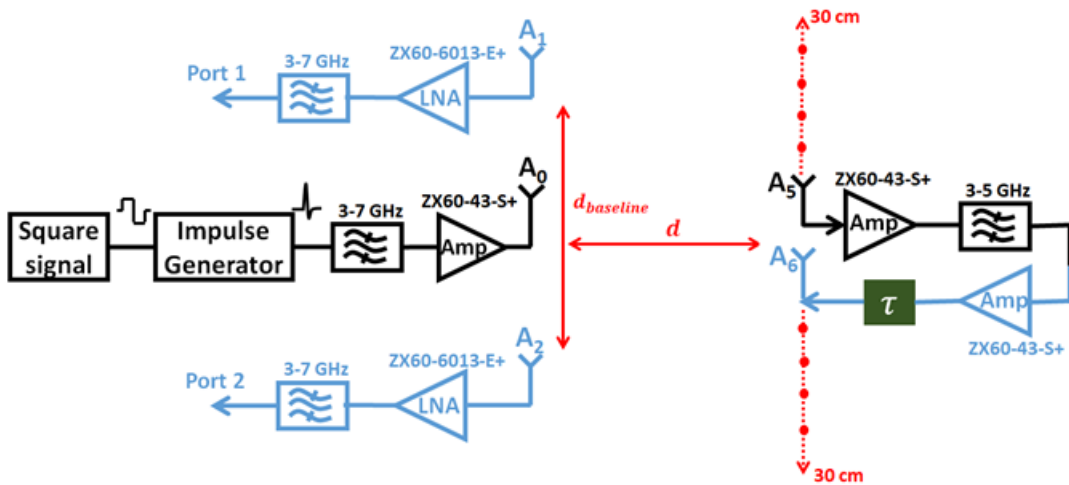 A1
ZX60-6013-E+
3-7 GHz
Port 1
LNA
30 cm
A0
ZX60-43-S+
3-7 GHz
Square
signal
Impulse
Generator
Amp
dbaseline
d
A5
ZX60-43-S+
3-5 GHz
Amp
A6
τ
Amp
ZX60-43-S+
A2
ZX60-6013-E+
3-7 GHz
Port 2
LNA
30 cm